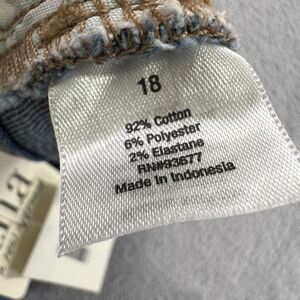 18
92% Cotton
6% Polyester
2% Elastane
RN#93677
Made in Indonesia